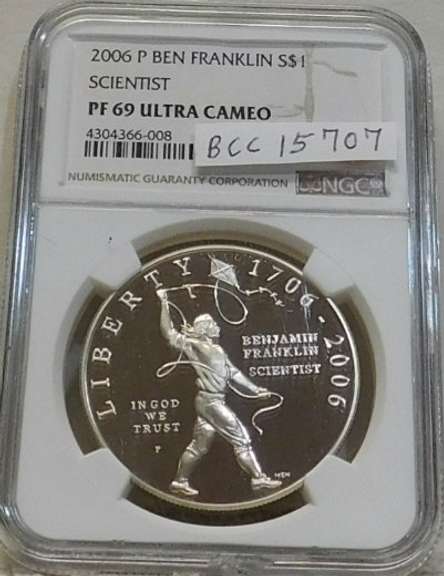 2006 P BEN FRANKLIN S$1
SCIENTIST
PF 69 ULTRA CAMEO
4304366-008
BCC 15707
NUMISMATIC GUARANTY CORPORATION
NGC
LIBERTY 1706-2006
BENJAMIN
FRANKLIN
SCIENTIST
IN GOD
WE
TRUST
P